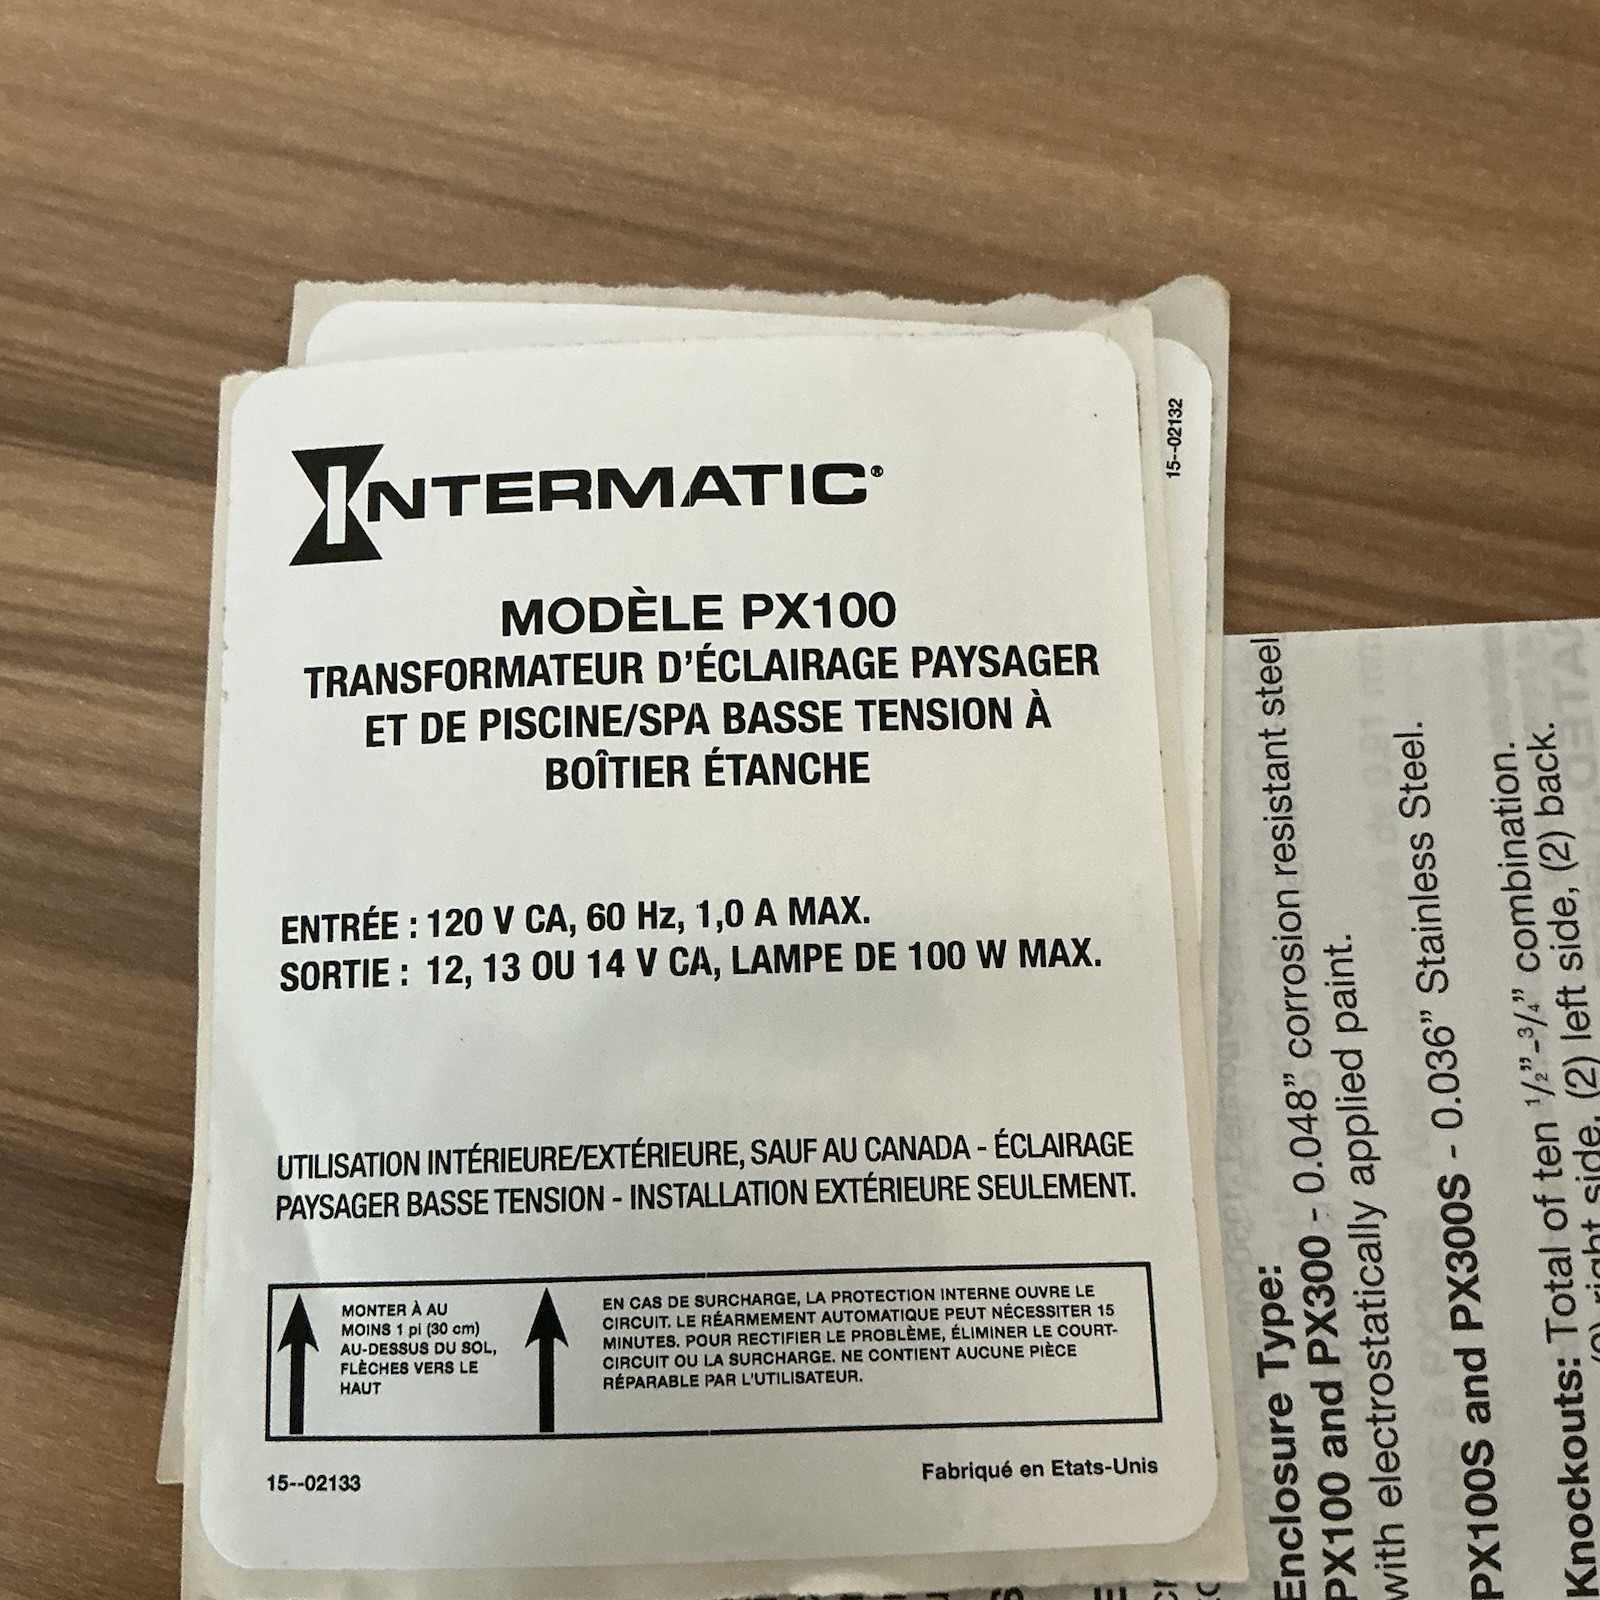 INTERMATIC®
MODÈLE PX100
TRANSFORMATEUR D'ÉCLAIRAGE PAYSAGER
ET DE PISCINE/SPA BASSE TENSION À
BOÎTIER ÉTANCHE
ENTRÉE : 120 V CA, 60 Hz, 1,0 A MAX.
SORTIE : 12, 13 OU 14 V CA, LAMPE DE 100 W MAX.
UTILISATION INTÉRIEURE/EXTÉRIEURE, SAUF AU CANADA - ÉCLAIRAGE
PAYSAGER BASSE TENSION - INSTALLATION EXTÉRIEURE SEULEMENT.
MONTER À AU
MOINS 1 pi (30 cm)
AU-DESSUS DU SOL,
FLÈCHES VERS LE
HAUT
EN CAS DE SURCHARGE, LA PROTECTION INTERNE OUVRE LE
CIRCUIT. LE RÉARMEMENT AUTOMATIQUE PEUT NÉCESSITER 15
MINUTES. POUR RECTIFIER LE PROBLÈME, ÉLIMINER LE COURT-
CIRCUIT OU LA SURCHARGE. NE CONTIENT AUCUNE PIÈCE
RÉPARABLE PAR L'UTILISATEUR.
15--02133
Fabriqué en Etats-Unis
15--02132
Enclosure Type:
PX100 and PX300 - 0.048” corrosion resistant steel
with electrostatically applied paint.
PX100S and PX300S - 0.036” Stainless Steel.
Knockouts: Total of ten 1/2”-3/4” combination.
right side, (2) left side, (2) back.